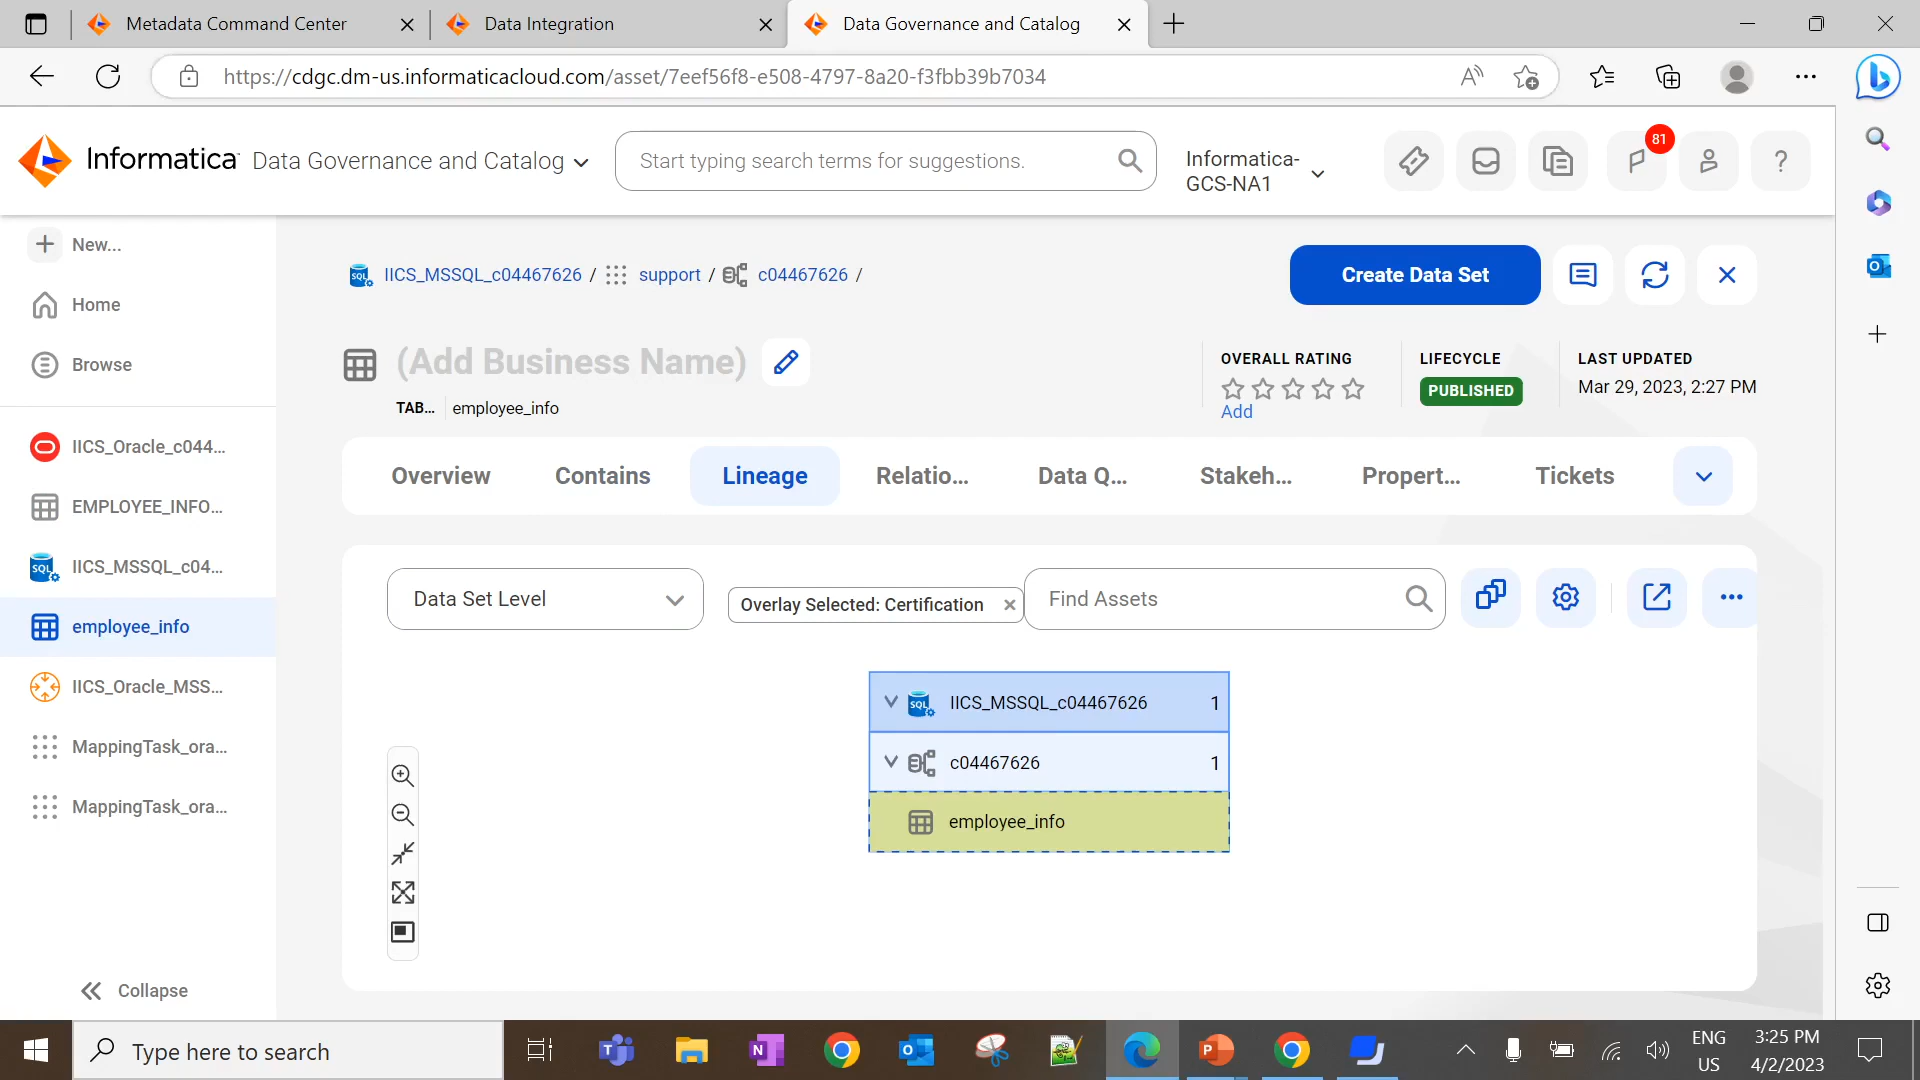 Metadata Command Center
Data Integration
Data Governance and Catalog
https://cdgc.dm-us.informaticacloud.com/asset/7eef56f8-e508-4797-8a20-f3fbb39b7034
Informatica
Data Governance and Catalog
Start typing search terms for suggestions.
Informatica-
GCS-NA1
81
?
New...
Home
Browse
IICS_Oracle_c044...
EMPLOYEE_INFO...
IICS_MSSQL_c04...
employee_info
IICS_Oracle_MSS...
MappingTask_ora...
MappingTask_ora...
Collapse
IICS_MSSQL_c04467626 / support / c04467626 /
Create Data Set
(Add Business Name)
TAB... employee_info
OVERALL RATING
Add
LIFECYCLE
PUBLISHED
LAST UPDATED
Mar 29, 2023, 2:27 PM
Overview
Contains
Lineage
Relatio...
Data Q...
Stakeh...
Propert...
Tickets
Data Set Level
Overlay Selected: Certification
Find Assets
IICS_MSSQL_c04467626 1
c04467626 1
employee_info
Type here to search
ENG
US
3:25 PM
4/2/2023